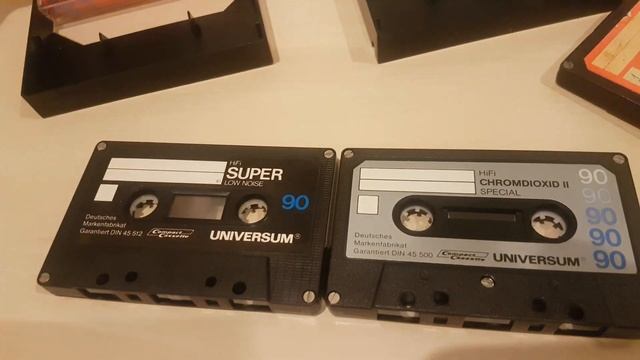 HiFi
SUPER
LOW NOISE
90
Deutsches
Markenfabrikat
Garantiert DIN 45 512
Compact
Cassette
UNIVERSUM®
HiFi
CHROMDIOXID II
SPECIAL
90
90
90
90
90
Deutsches
Markenfabrikat
Garantiert DIN 45 500
Compact
Cassette
UNIVERSUM®